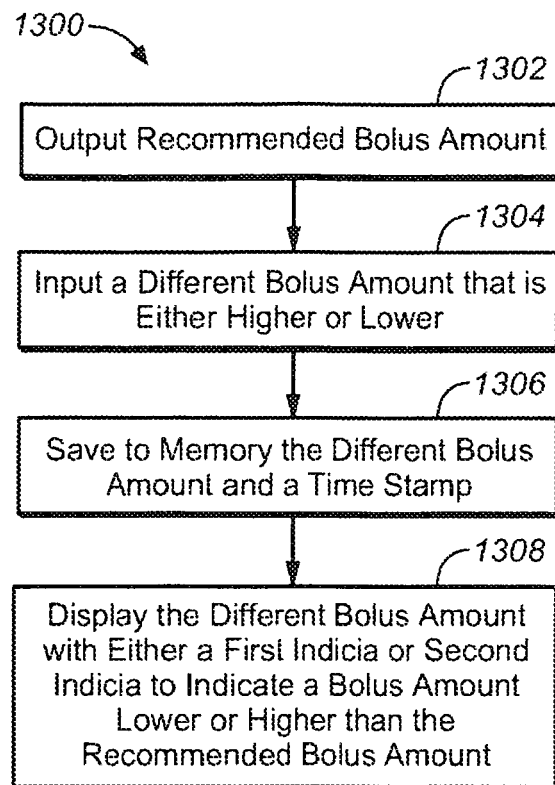 1300
1302
Output Recommended Bolus Amount
1304
Input a Different Bolus Amount that is
Either Higher or Lower
1306
Save to Memory the Different Bolus
Amount and a Time Stamp
1308
Display the Different Bolus Amount
with Either a First Indicia or Second
Indicia to Indicate a Bolus Amount
Lower or Higher than the
Recommended Bolus Amount